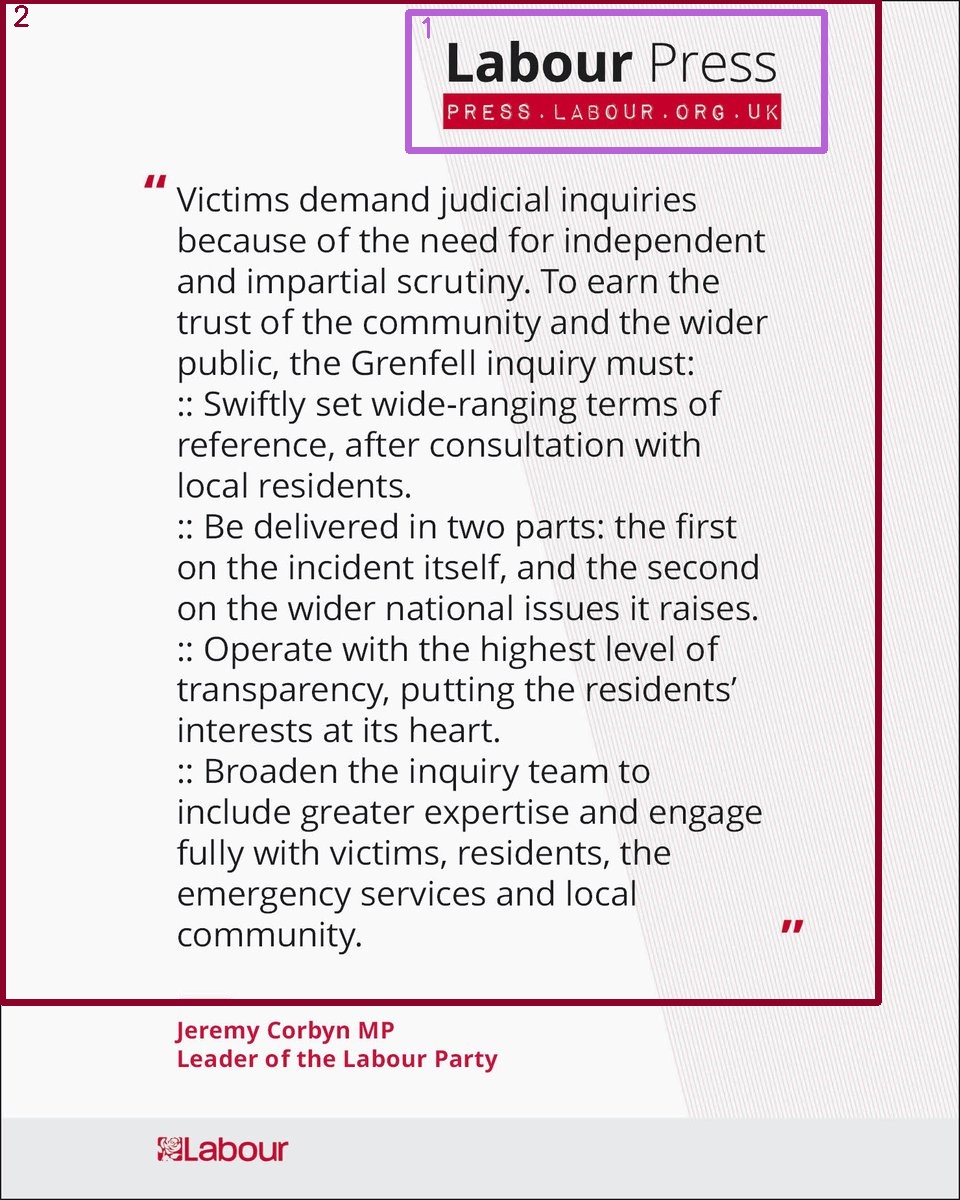 Labour Press
PRESS.LABOUR.ORG.UK
“ Victims demand judicial inquiries
because of the need for independent
and impartial scrutiny. To earn the
trust of the community and the wider
public, the Grenfell inquiry must:
:: Swiftly set wide-ranging terms of
reference, after consultation with
local residents.
:: Be delivered in two parts: the first
on the incident itself, and the second
on the wider national issues it raises.
:: Operate with the highest level of
transparency, putting the residents’
interests at its heart.
:: Broaden the inquiry team to
include greater expertise and engage
fully with victims, residents, the
emergency services and local
community. ”
Jeremy Corbyn MP
Leader of the Labour Party
Labour